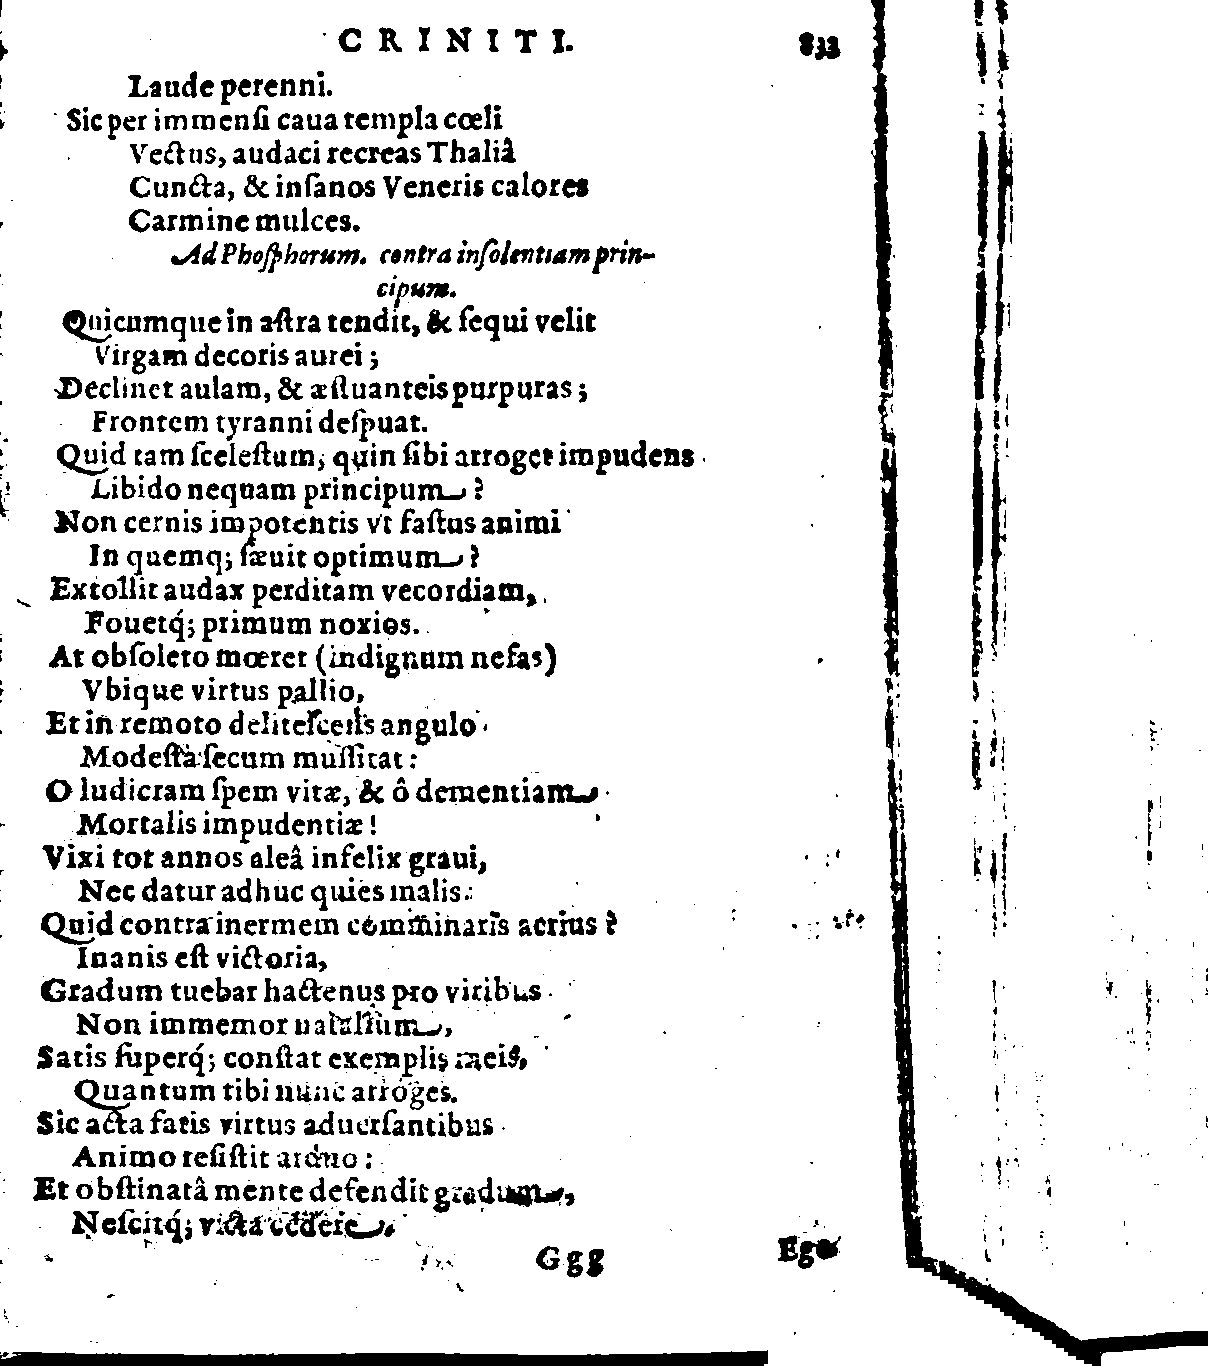 CRINITI. 833
Laude perenni.
Sic per immenſi caua templa cœli
Vectus, audaci recreas Thaliâ
Cuncta, & inſanos Veneris calores
Carmine mulces.
Ad Phoſphorum. contra inſolentiam prin-
cipum.
Quicumque in aſtra tendit, & ſequi velit
Virgam decoris aurei;
Declinet aulam, & æſtuanteis purpuras;
Frontem tyranni deſpuat.
Quid tam ſceleſtum, quin ſibi arroget impudens
Libido nequam principum?
Non cernis impotentis vt faſtus animi
In quemq; ſæuit optimum?
Extollit audax perditam vecordiam,
Fouetq́; primum noxios.
At obſoleto mœret (indignum nefas)
Vbique virtus pallio,
Et in remoto deliteſcens angulo
Modeſta ſecum muſſitat:
O ludicram ſpem vitæ, & ô dementiam
Mortalis impudentiæ!
Vixi tot annos aleâ infelix graui,
Nec datur adhuc quies malis:
Quid contra inermem comminaris acrius?
Inanis eſt victoria,
Gradum tuebar hactenus pro viribus
Non immemor natalium,
Satis ſuperq́; conſtat exemplis meis,
Quantum tibi nunc arroges.
Sic acta fatis virtus aduerſantibus
Animo reſiſtit arduo:
Et obſtinatâ mente defendit gradum,
Neſcitq́; victa cedere.
Ggg Ego